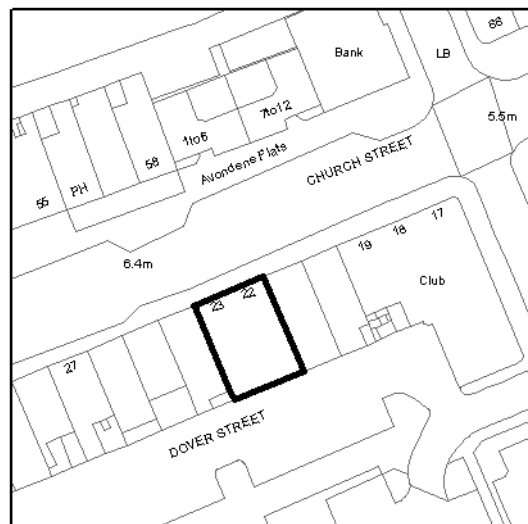 66
Bank
LB
5.5m
7to12
1to6
Avondene Flats
CHURCH STREET
58
PH
55
6.4m
17
18
19
Club
22
23
27
DOVER STREET